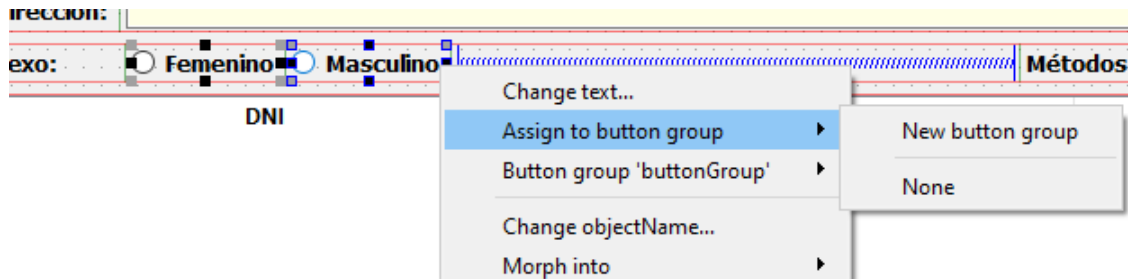 irección:
exo: Femenino Masculino Métodos
DNI
Change text...
Assign to button group
New button group
Button group 'buttonGroup'
None
Change objectName...
Morph into